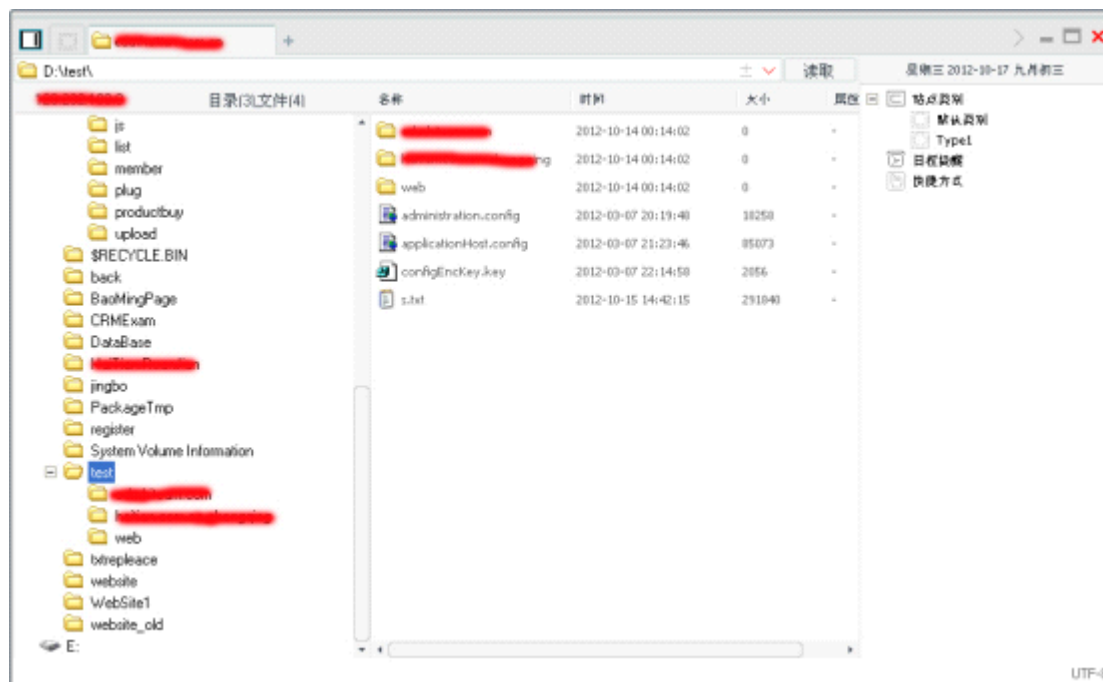 D:\test\
读取
星期三 2012-10-17 九月初三
目录(3),文件(4)
名称 时间 大小 属性
js
list
member
plug
productbuy
upload
$RECYCLE.BIN
back
BaoMingPage
CRMExam
DataBase
jingbo
PackageTmp
register
System Volume Information
test
web
txtrepleace
website
WebSite1
website_old
E:
2012-10-14 00:14:02 0 -
ng 2012-10-14 00:14:02 0 -
web 2012-10-14 00:14:02 0 -
administration.config 2012-03-07 20:19:48 10250 -
applicationHost.config 2012-03-07 21:23:46 85073 -
configEncKey.key 2012-03-07 22:14:58 2056 -
s.txt 2012-10-15 14:42:15 291840 -
站点类别
默认类别
Type1
日程提醒
快捷方式